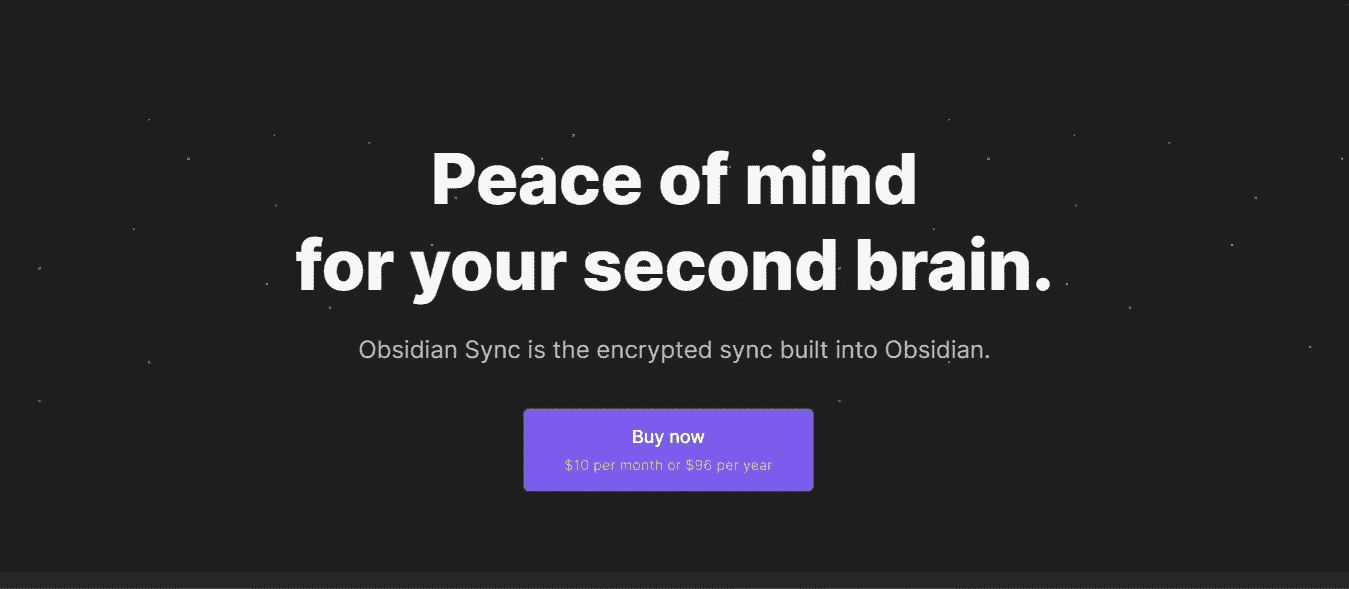 Peace of mind
for your second brain.
Obsidian Sync is the encrypted sync built into Obsidian.
Buy now
$10 per month or $96 per year